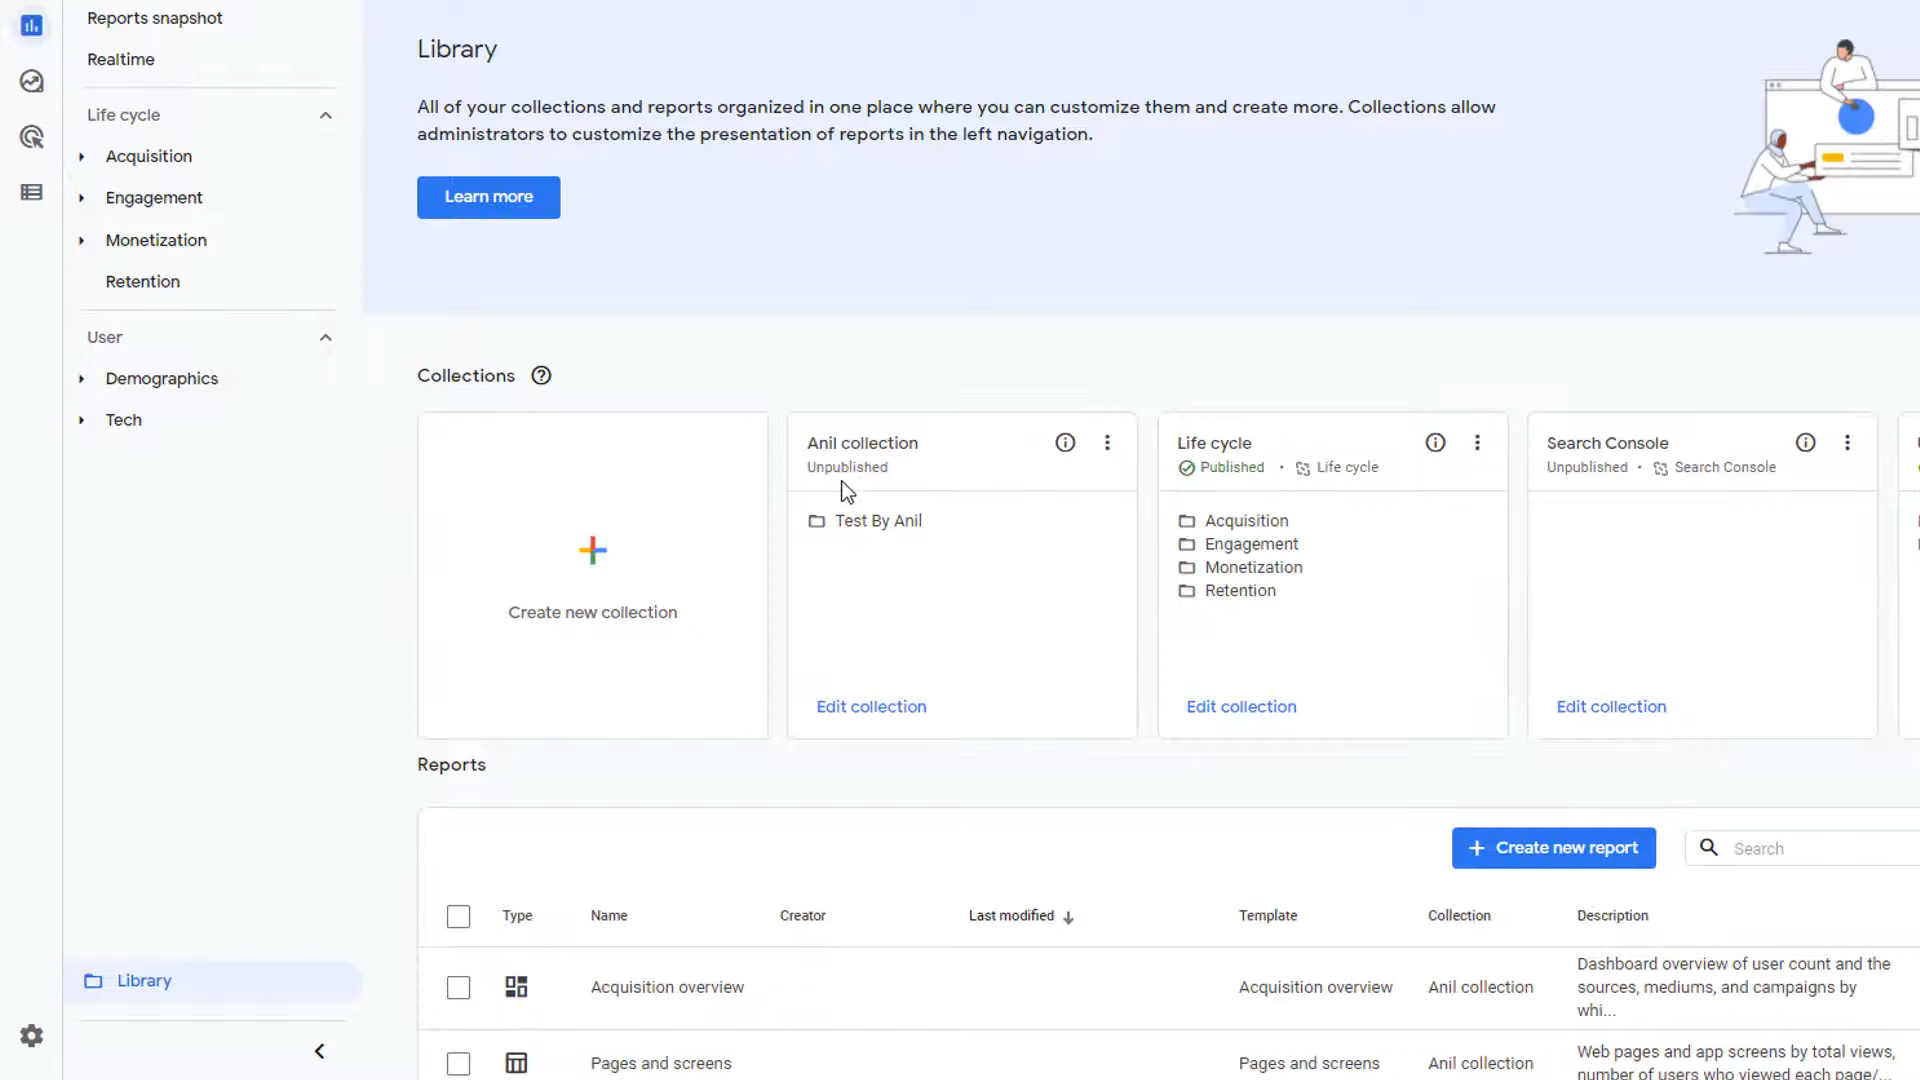 Reports snapshot
Realtime
Life cycle
Acquisition
Engagement
Monetization
Retention
User
Demographics
Tech
Library
Library
All of your collections and reports organized in one place where you can customize them and create more. Collections allow
administrators to customize the presentation of reports in the left navigation.
Learn more
Collections
Create new collection
Anil collection
Unpublished
Test By Anil
Edit collection
Life cycle
Published • Life cycle
Acquisition
Engagement
Monetization
Retention
Edit collection
Search Console
Unpublished • Search Console
Edit collection
Reports
Create new report
Search
Type Name Creator Last modified Template Collection Description
Acquisition overview Acquisition overview Anil collection
Dashboard overview of user count and the
sources, mediums, and campaigns by
whi...
Pages and screens Pages and screens Anil collection
Web pages and app screens by total views,
number of users who viewed each page/...